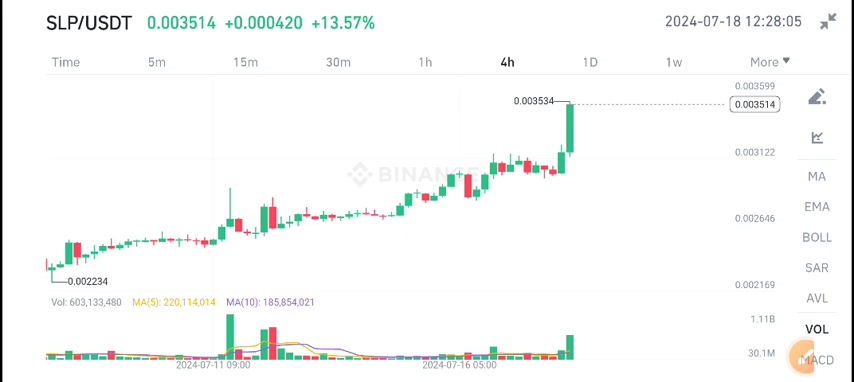 SLP/USDT 0.003514 +0.000420 +13.57% 2024-07-18 12:28:05
Time 5m 15m 30m 1h 4h 1D 1w More
0.003599
0.003534
0.003514
0.003122
BINANCE
MA
EMA
0.002646
BOLL
SAR
0.002234
0.002169
AVL
Vol: 603,133,480 MA(5): 220,114,014 MA(10): 185,854,021
1.11B
VOL
30.1M
MACD
2024-07-11 09:00 2024-07-16 05:00